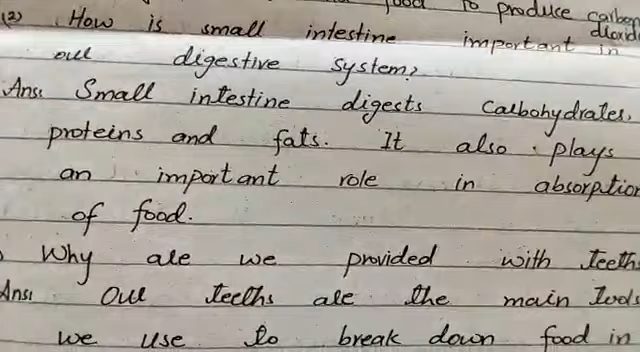 food to produce carbon
dioxide
(2) How is small intestine important in
our digestive system?
Ans: Small intestine digests Carbohydrates,
proteins and fats. It also plays
an important role in absorption
of food.
Why are we provided with teeths
Ans: Our teeths are the main tools
we use to break down food in